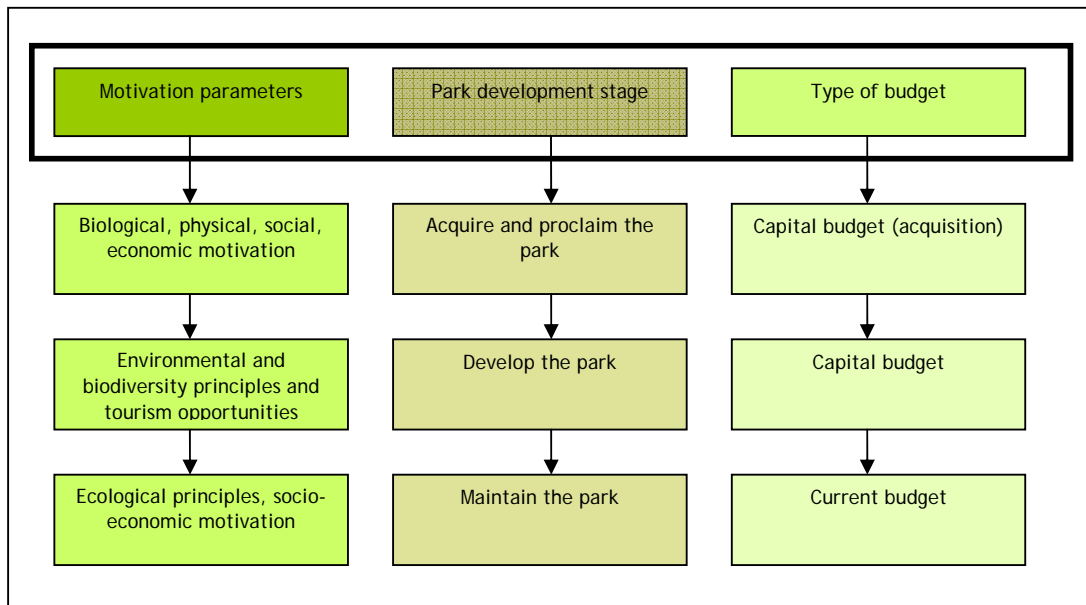 Motivation parameters
Park development stage
Type of budget
Biological, physical, social,
economic motivation
Acquire and proclaim the
park
Capital budget (acquisition)
Environmental and
biodiversity principles and
tourism opportunities
Develop the park
Capital budget
Ecological principles, socio-
economic motivation
Maintain the park
Current budget